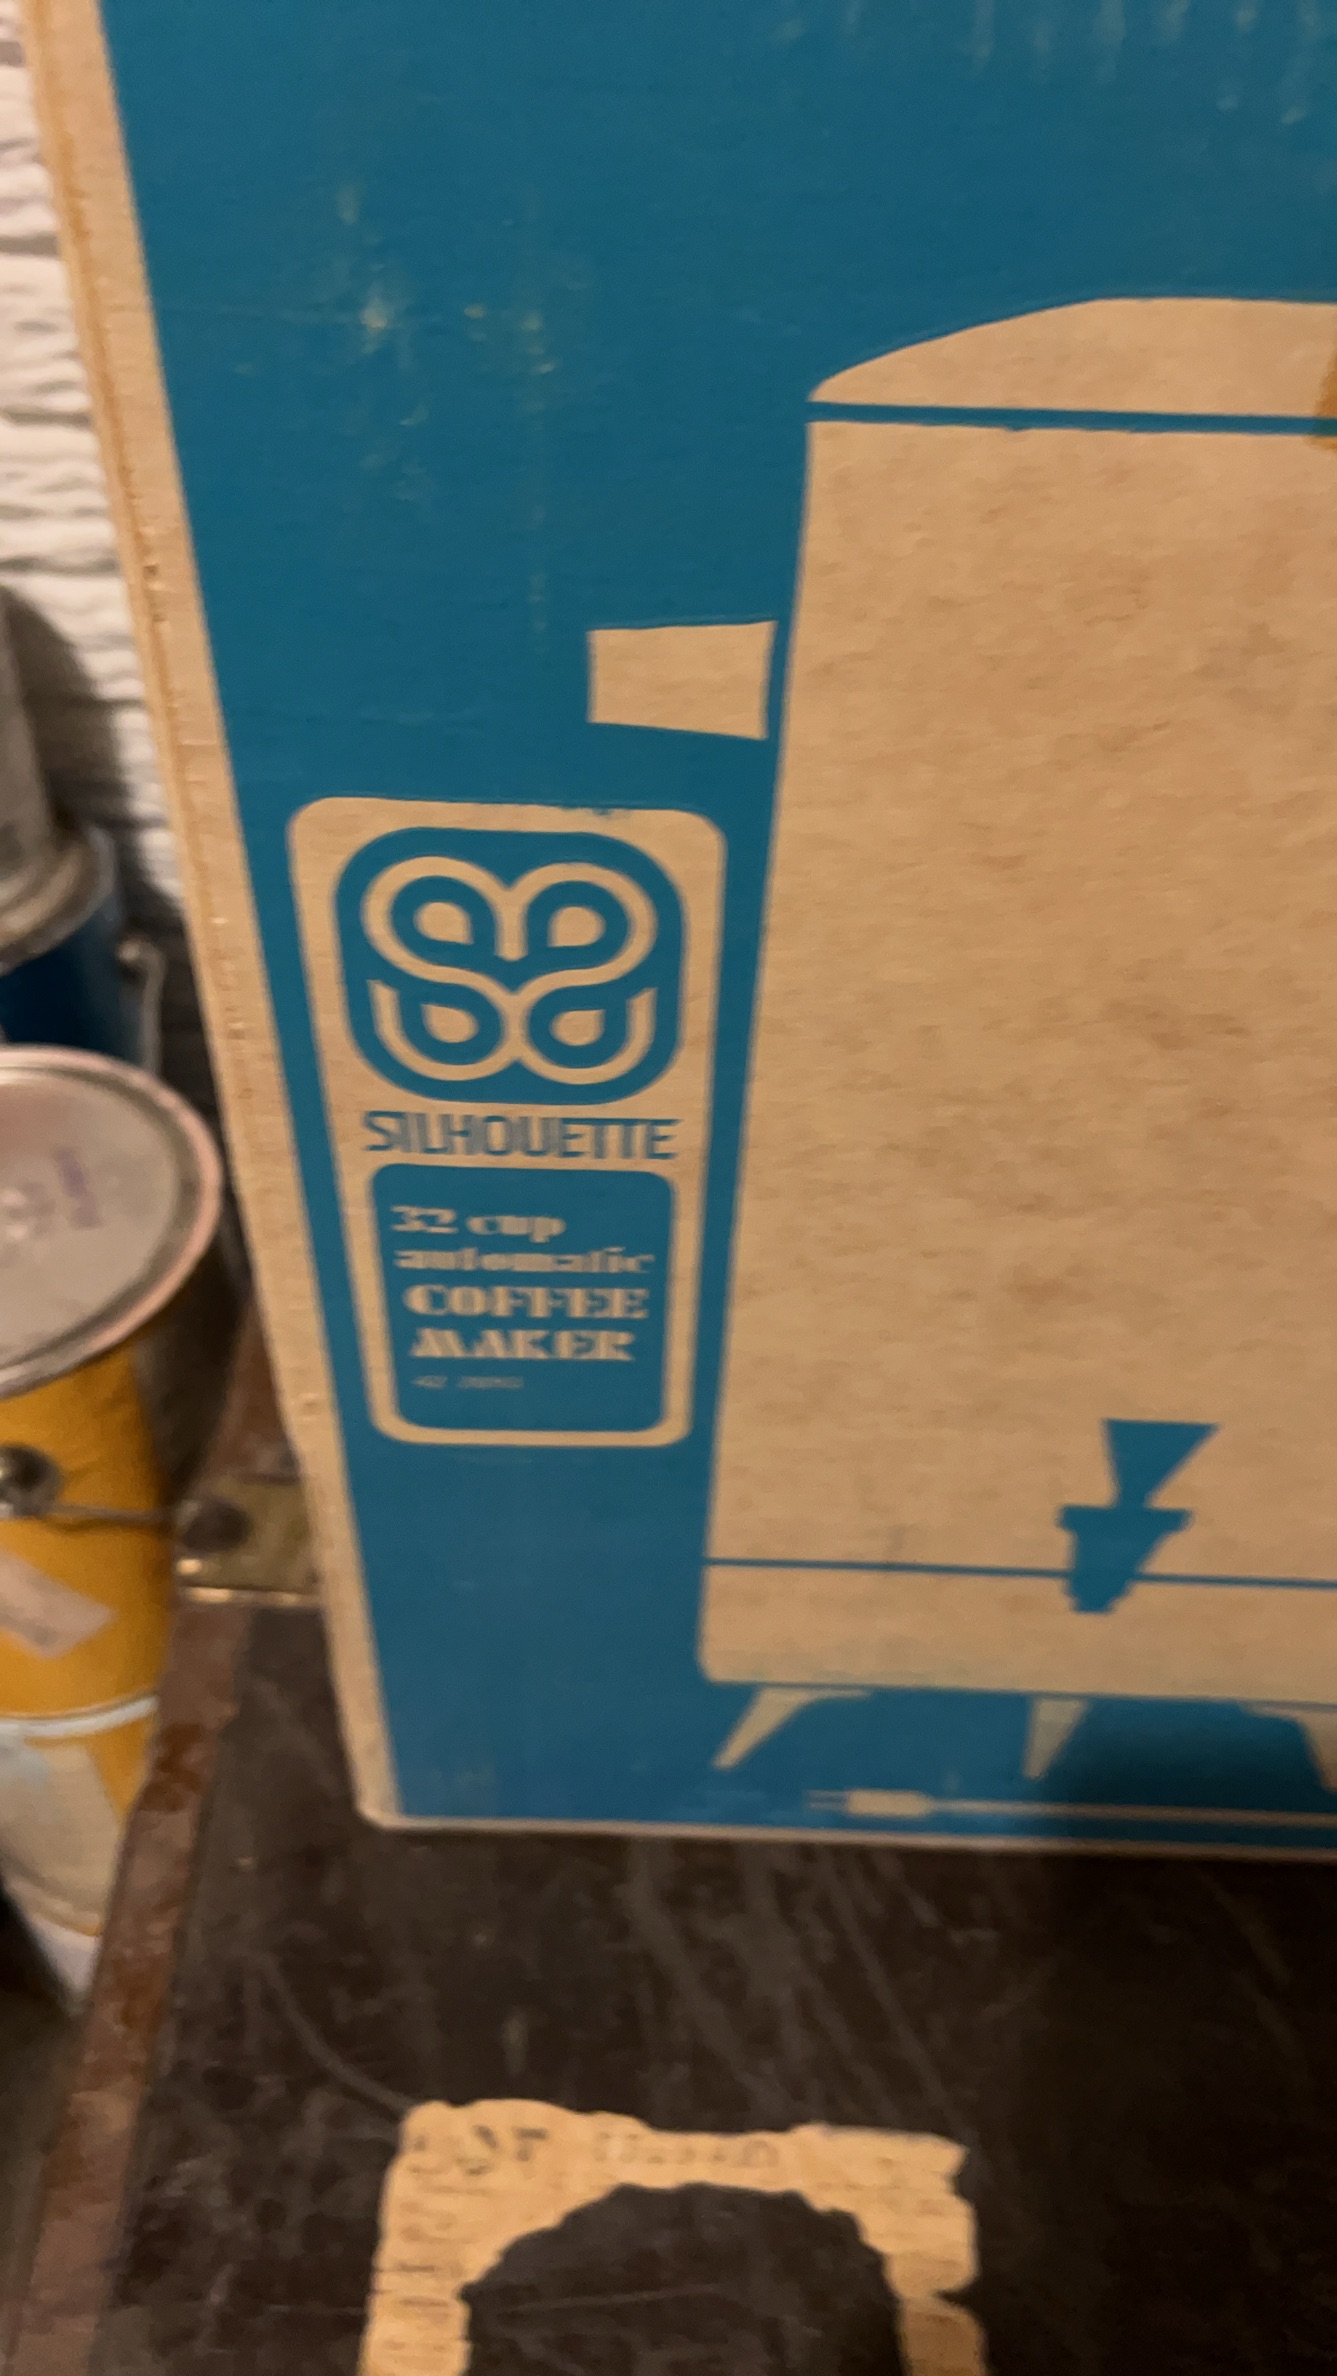 SILHOUETTE
32 cup
automatic
COFFEE
MAKER